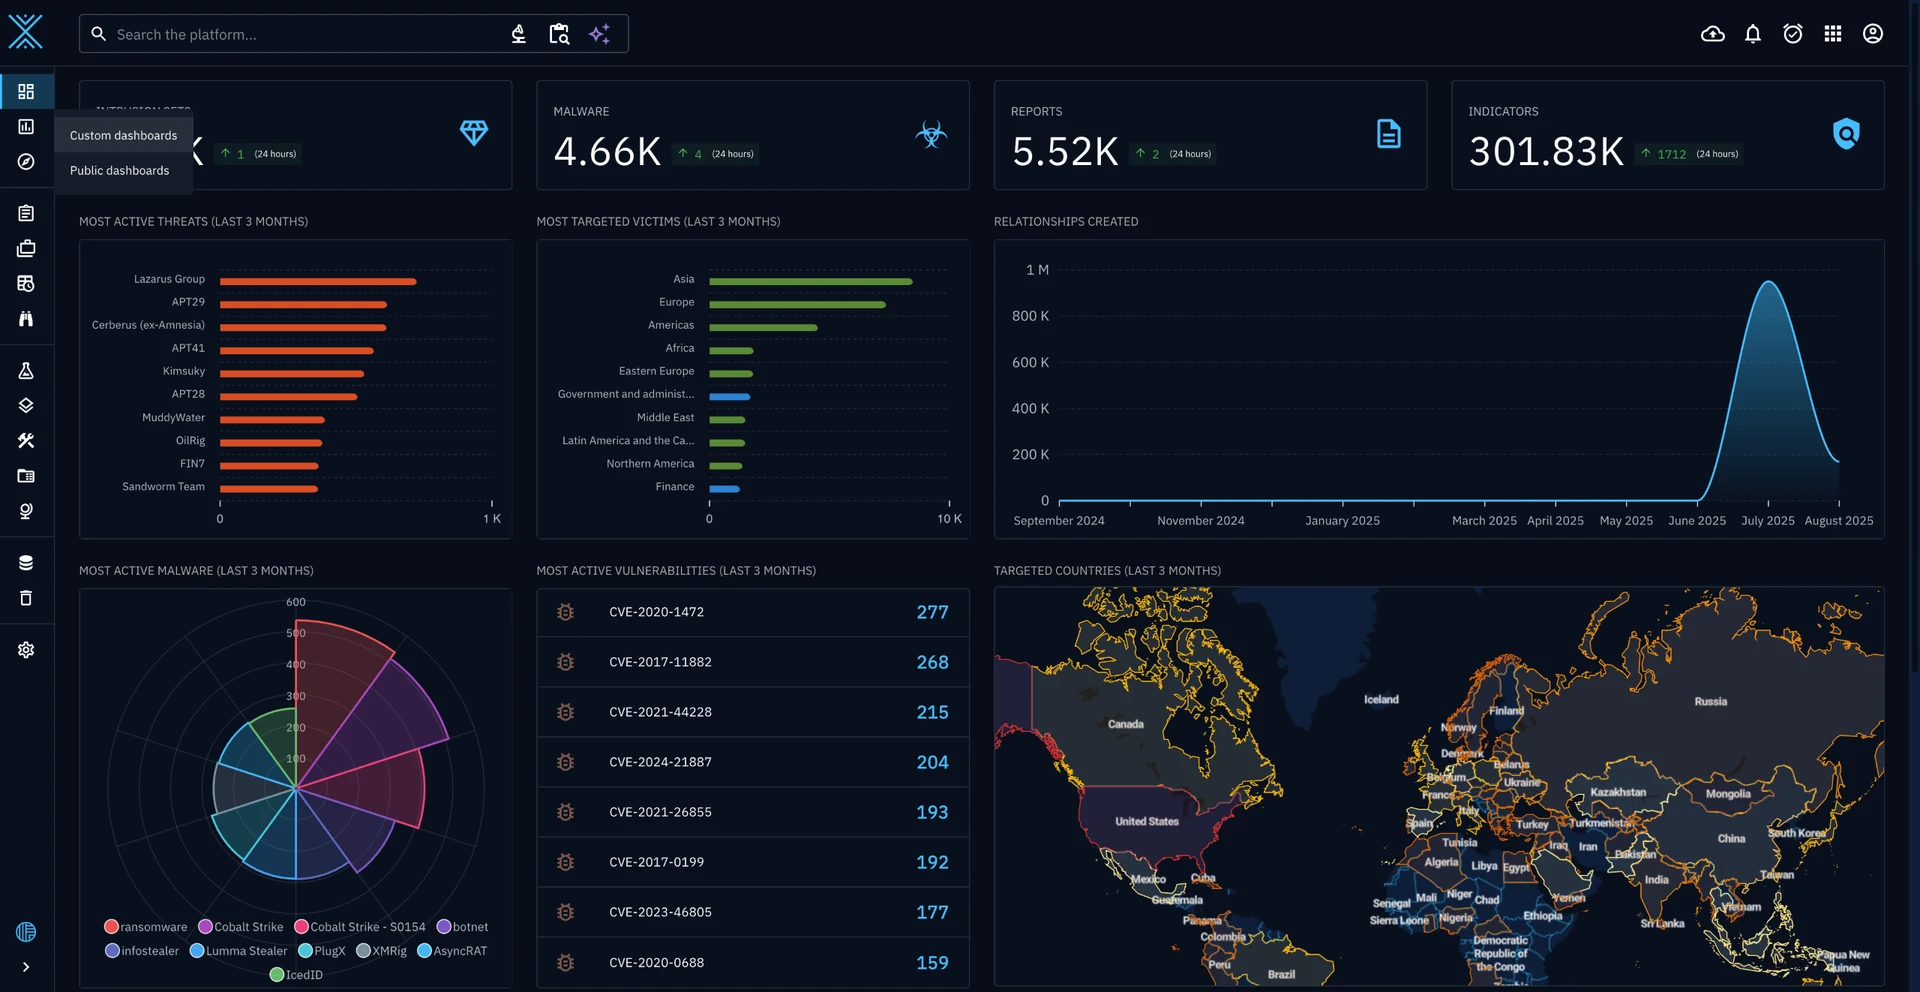 Search the platform...
Custom dashboards
Public dashboards
K
1 (24 hours)
MALWARE
4.66K
4 (24 hours)
REPORTS
5.52K
2 (24 hours)
INDICATORS
301.83K
1712 (24 hours)
MOST ACTIVE THREATS (LAST 3 MONTHS)
Lazarus Group
APT29
Cerberus (ex-Amnesia)
APT41
Kimsuky
APT28
MuddyWater
OilRig
FIN7
Sandworm Team
0
1 K
MOST TARGETED VICTIMS (LAST 3 MONTHS)
Asia
Europe
Americas
Africa
Eastern Europe
Government and administ...
Middle East
Latin America and the Ca...
Northern America
Finance
0
10 K
RELATIONSHIPS CREATED
1 M
800 K
600 K
400 K
200 K
0
September 2024
November 2024
January 2025
March 2025
April 2025
May 2025
June 2025
July 2025
August 2025
MOST ACTIVE MALWARE (LAST 3 MONTHS)
600
500
400
300
200
100
ransomware
Cobalt Strike
Cobalt Strike - S0154
botnet
infostealer
Lumma Stealer
PlugX
XMRig
AsyncRAT
IcedID
MOST ACTIVE VULNERABILITIES (LAST 3 MONTHS)
CVE-2020-1472 277
CVE-2017-11882 268
CVE-2021-44228 215
CVE-2024-21887 204
CVE-2021-26855 193
CVE-2017-0199 192
CVE-2023-46805 177
CVE-2020-0688 159
TARGETED COUNTRIES (LAST 3 MONTHS)
Iceland
Russia
Finland
Canada
Norway
Denmark
Belarus
Belgium
Ukraine
Kazakhstan
Mongolia
France
Italy
United States
Spain
Turkey
Turkmenistan
South Korea
China
Tunisia
Iraq
Iran
Pakistan
Algeria
Libya
Egypt
India
Taiwan
Mexico
Cuba
Guatemala
Senegal
Mali
Niger
Chad
Yemen
Vietnam
Panama
Sierra Leone
Nigeria
Ethiopia
Sri Lanka
Colombia
Democratic
Republic of
the Congo
Papua New
Guinea
Peru
Brazil